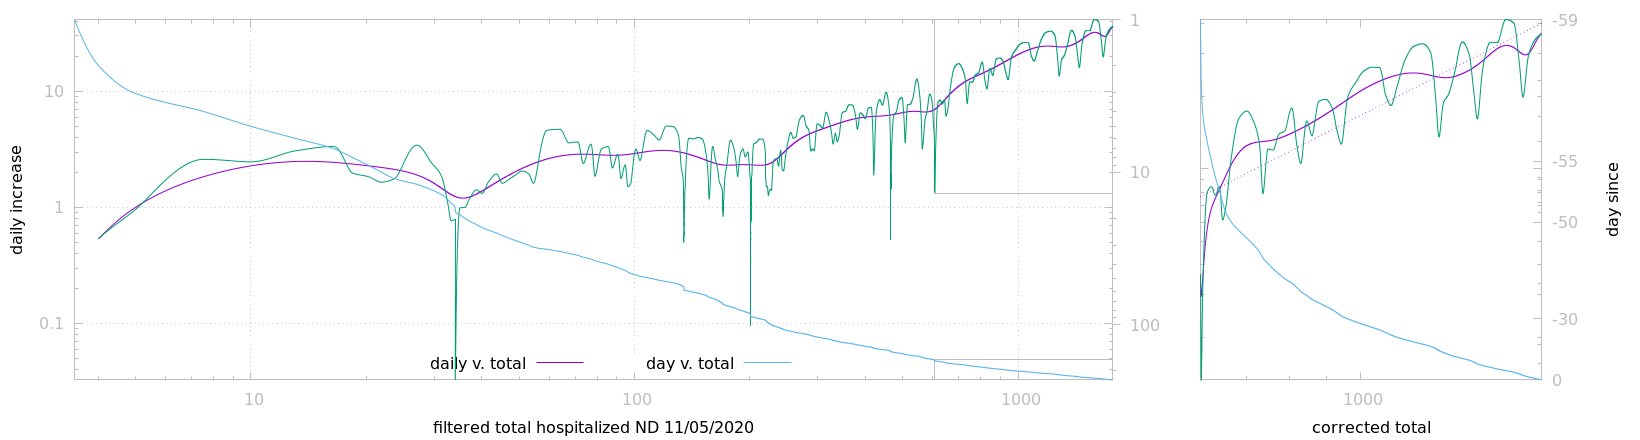 1
-59
10
daily increase
-55
10
day since
1
-50
0.1
100
-30
daily v. total
day v. total
0
10
100
1000
1000
filtered total hospitalized ND 11/05/2020
corrected total